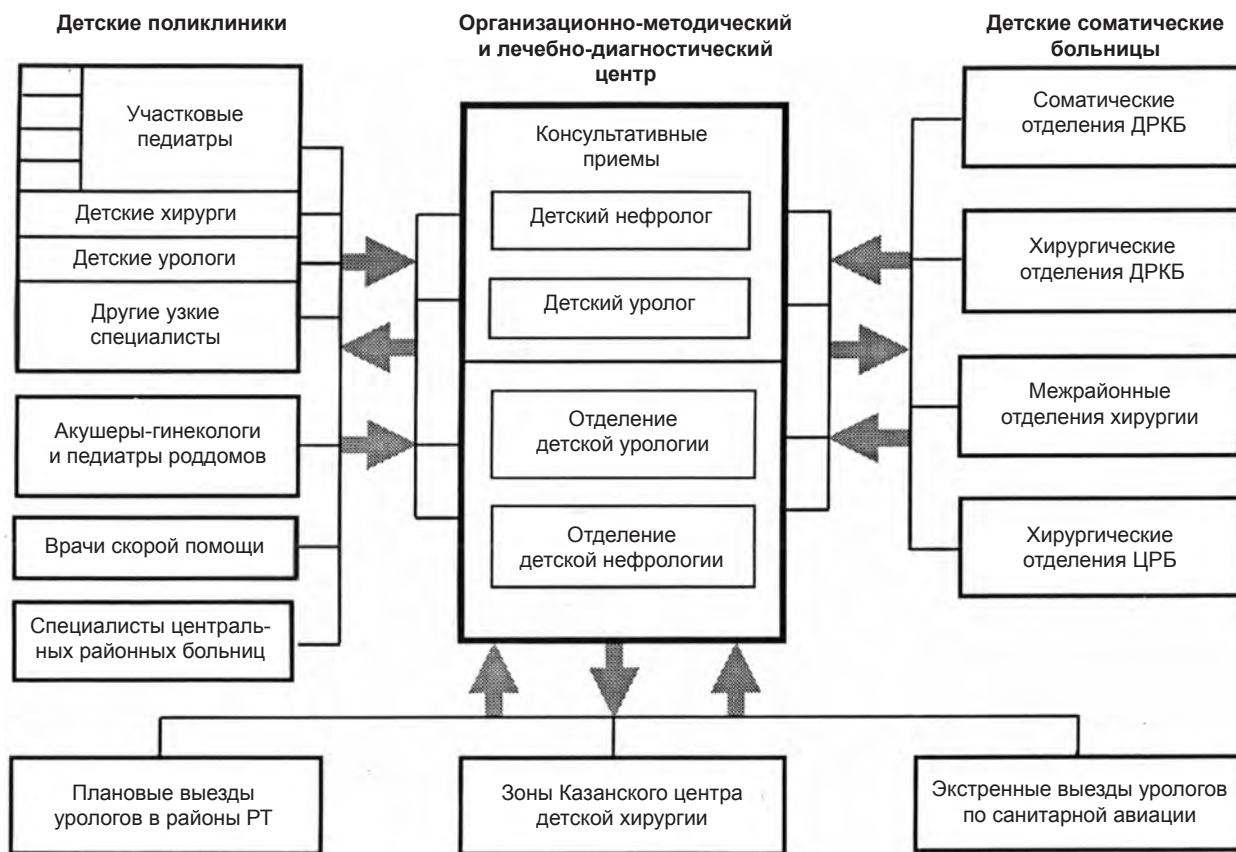 Детские поликлиники
Участковые
педиатры
Детские хирурги
Детские урологи
Другие узкие
специалисты
Акушеры-гинекологи
и педиатры роддомов
Врачи скорой помощи
Специалисты централь-
ных районных больниц
Организационно-методический
и лечебно-диагностический
центр
Консультативные
приемы
Детский нефролог
Детский уролог
Отделение
детской урологии
Отделение
детской нефрологии
Детские соматические
больницы
Соматические
отделения ДРКБ
Хирургические
отделения ДРКБ
Межрайонные
отделения хирургии
Хирургические
отделения ЦРБ
Плановые выезды
урологов в районы РТ
Зоны Казанского центра
детской хирургии
Экстренные выезды урологов
по санитарной авиации